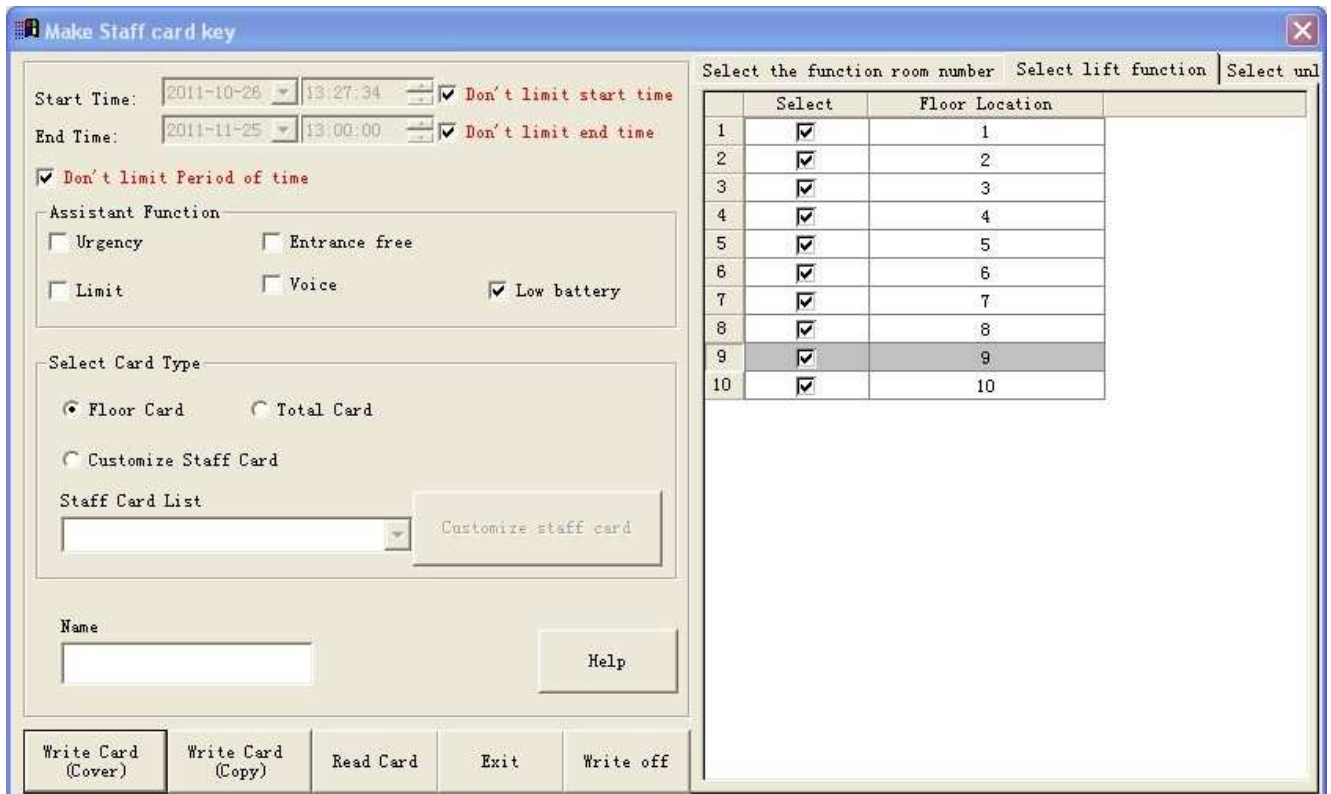 Make Staff card key
Start Time: 2011-10-26 13:27:34 Don't limit start time
End Time: 2011-11-25 13:00:00 Don't limit end time
Don't limit Period of time
Assistant Function
Urgency Entrance free
Limit Voice Low battery
Select Card Type
Floor Card Total Card
Customize Staff Card
Staff Card List
Customize staff card
Name
Help
Write Card (Cover)
Write Card (Copy)
Read Card
Exit
Write off
Select the function room number Select lift function Select unl
Select Floor Location
1 1
2 2
3 3
4 4
5 5
6 6
7 7
8 8
9 9
10 10